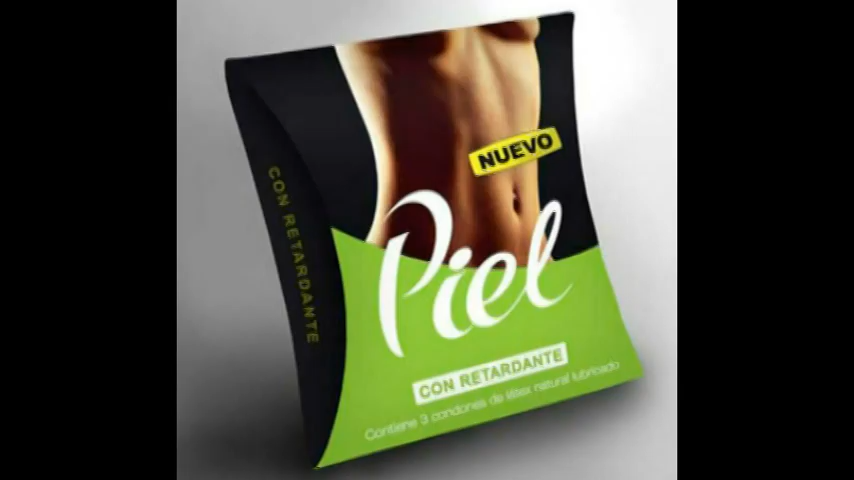 NUEVO
Piel
CON RETARDANTE
Contiene 3 condones de látex natural lubricado
CON RETARDANTE